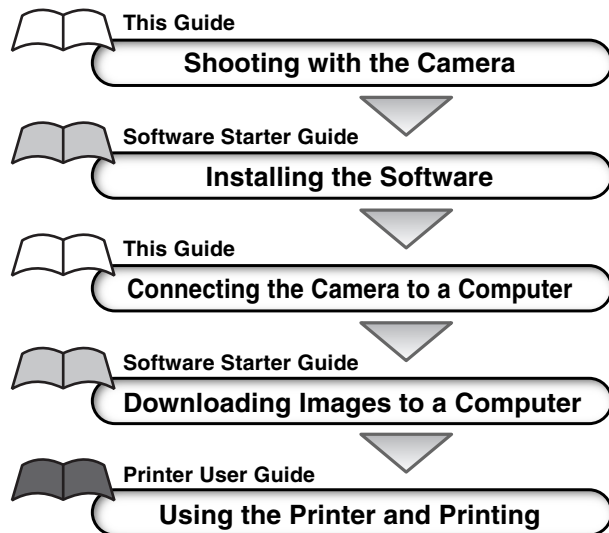 This Guide
Shooting with the Camera
Software Starter Guide
Installing the Software
This Guide
Connecting the Camera to a Computer
Software Starter Guide
Downloading Images to a Computer
Printer User Guide
Using the Printer and Printing